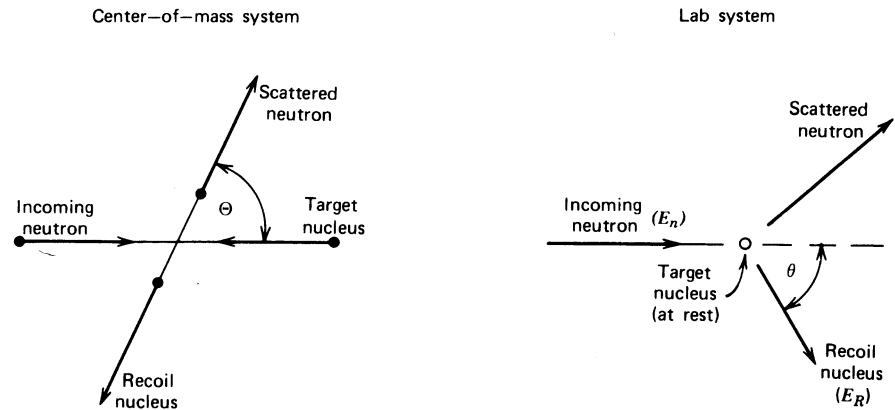 Center-of-mass system
Scattered
neutron
Θ
Incoming
neutron
Target
nucleus
Recoil
nucleus
Lab system
Scattered
neutron
Incoming
neutron (E_n)
Target
nucleus
(at rest)
θ
Recoil
nucleus
(E_R)